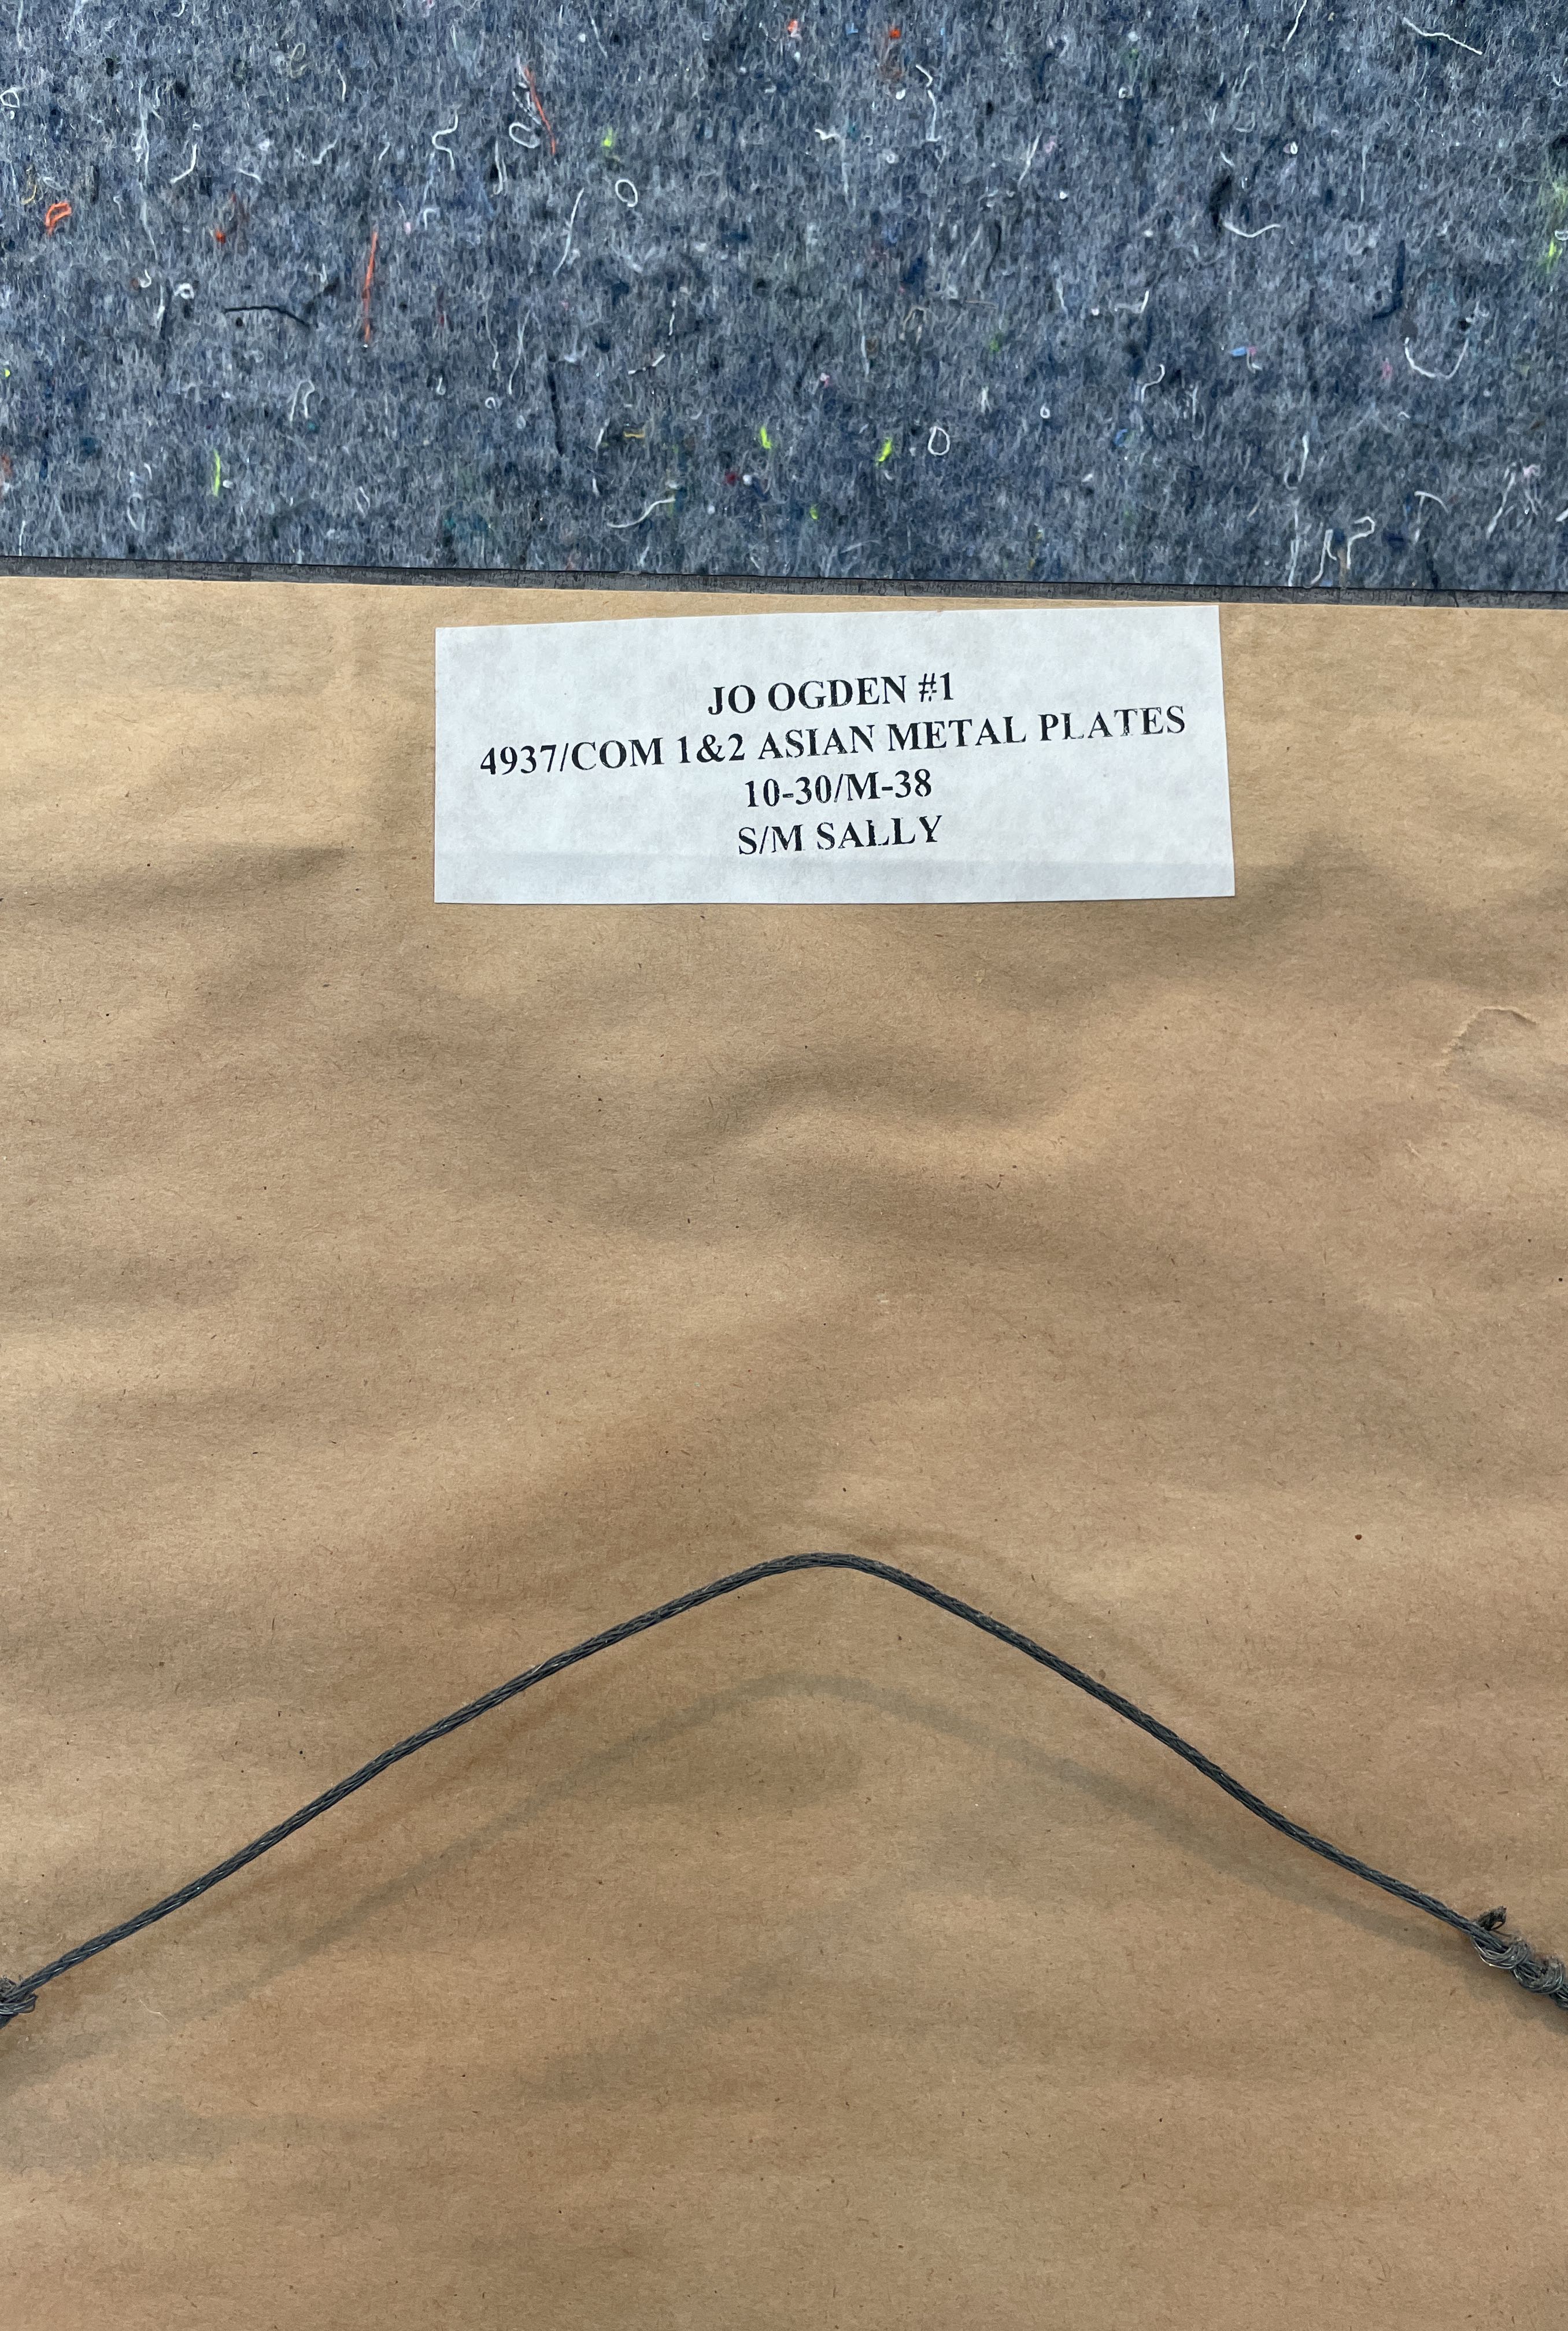 JO OGDEN #1
4937/COM 1&2 ASIAN METAL PLATES
10-30/M-38
S/M SALLY